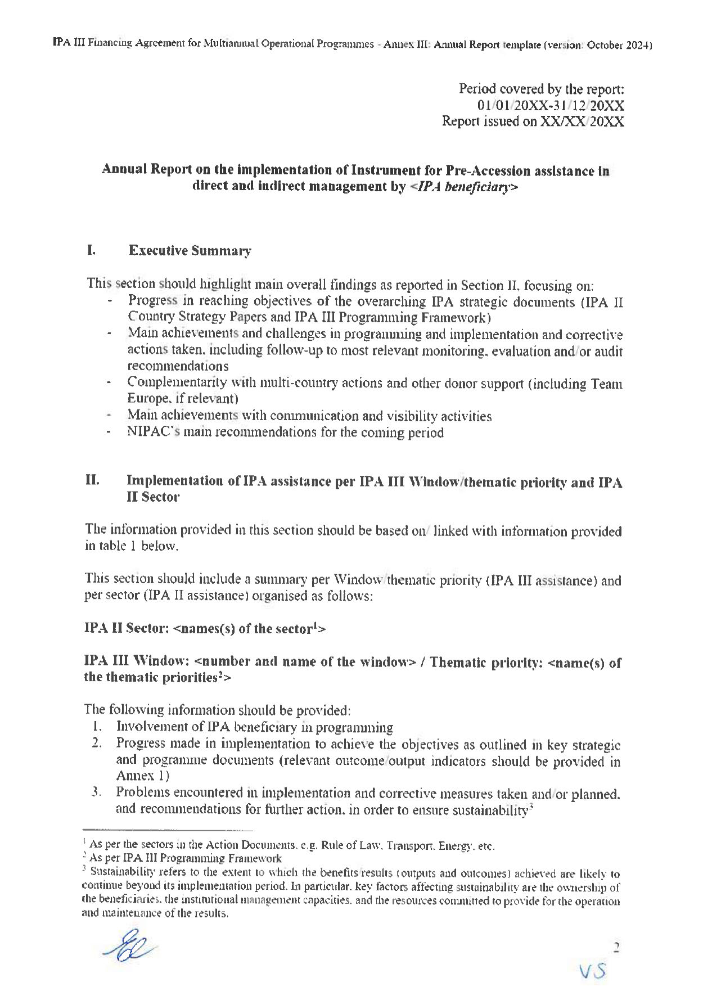 IPA III Financing Agreement for Multiannual Operational Programmes - Annex III: Annual Report template (version: October 2024)
Period covered by the report:
01/01/20XX-31/12/20XX
Report issued on XX/XX/20XX
Annual Report on the implementation of Instrument for Pre-Accession assistance in
direct and indirect management by <IPA beneficiary>
I. Executive Summary
This section should highlight main overall findings as reported in Section II, focusing on:
- Progress in reaching objectives of the overarching IPA strategic documents (IPA II
Country Strategy Papers and IPA III Programming Framework)
- Main achievements and challenges in programming and implementation and corrective
actions taken, including follow-up to most relevant monitoring, evaluation and/or audit
recommendations
- Complementarity with multi-country actions and other donor support (including Team
Europe, if relevant)
- Main achievements with communication and visibility activities
- NIPAC's main recommendations for the coming period
II. Implementation of IPA assistance per IPA III Window/thematic priority and IPA
II Sector
The information provided in this section should be based on/ linked with information provided
in table 1 below.
This section should include a summary per Window/thematic priority (IPA III assistance) and
per sector (IPA II assistance) organised as follows:
IPA II Sector: <names(s) of the sector¹>
IPA III Window: <number and name of the window> / Thematic priority: <name(s) of
the thematic priorities²>
The following information should be provided:
1. Involvement of IPA beneficiary in programming
2. Progress made in implementation to achieve the objectives as outlined in key strategic
and programme documents (relevant outcome/output indicators should be provided in
Annex 1)
3. Problems encountered in implementation and corrective measures taken and/or planned,
and recommendations for further action, in order to ensure sustainability³
¹ As per the sectors in the Action Documents, e.g. Rule of Law, Transport, Energy, etc.
² As per IPA III Programming Framework
³ Sustainability refers to the extent to which the benefits/results (outputs and outcomes) achieved are likely to
continue beyond its implementation period. In particular, key factors affecting sustainability are the ownership of
the beneficiaries, the institutional management capacities, and the resources committed to provide for the operation
and maintenance of the results.
2
VS